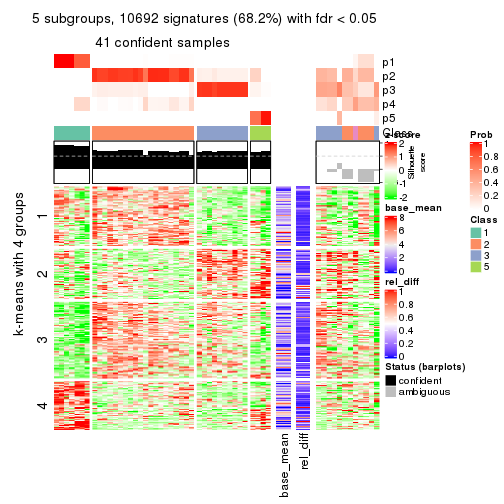 5 subgroups, 10692 signatures (68.2%) with fdr < 0.05
41 confident samples
p1
p2
p3
p4
p5
Class
Silhouette
score
z-score
2
1
0
-1
-2
base_mean
8
6
4
2
0
rel_diff
1
0.8
0.6
0.4
0.2
0
Status (barplots)
confident
ambiguous
Prob
1
0.8
0.6
0.4
0.2
0
Class
1
2
3
5
k-means with 4 groups
1
2
3
4
base_mean
rel_diff